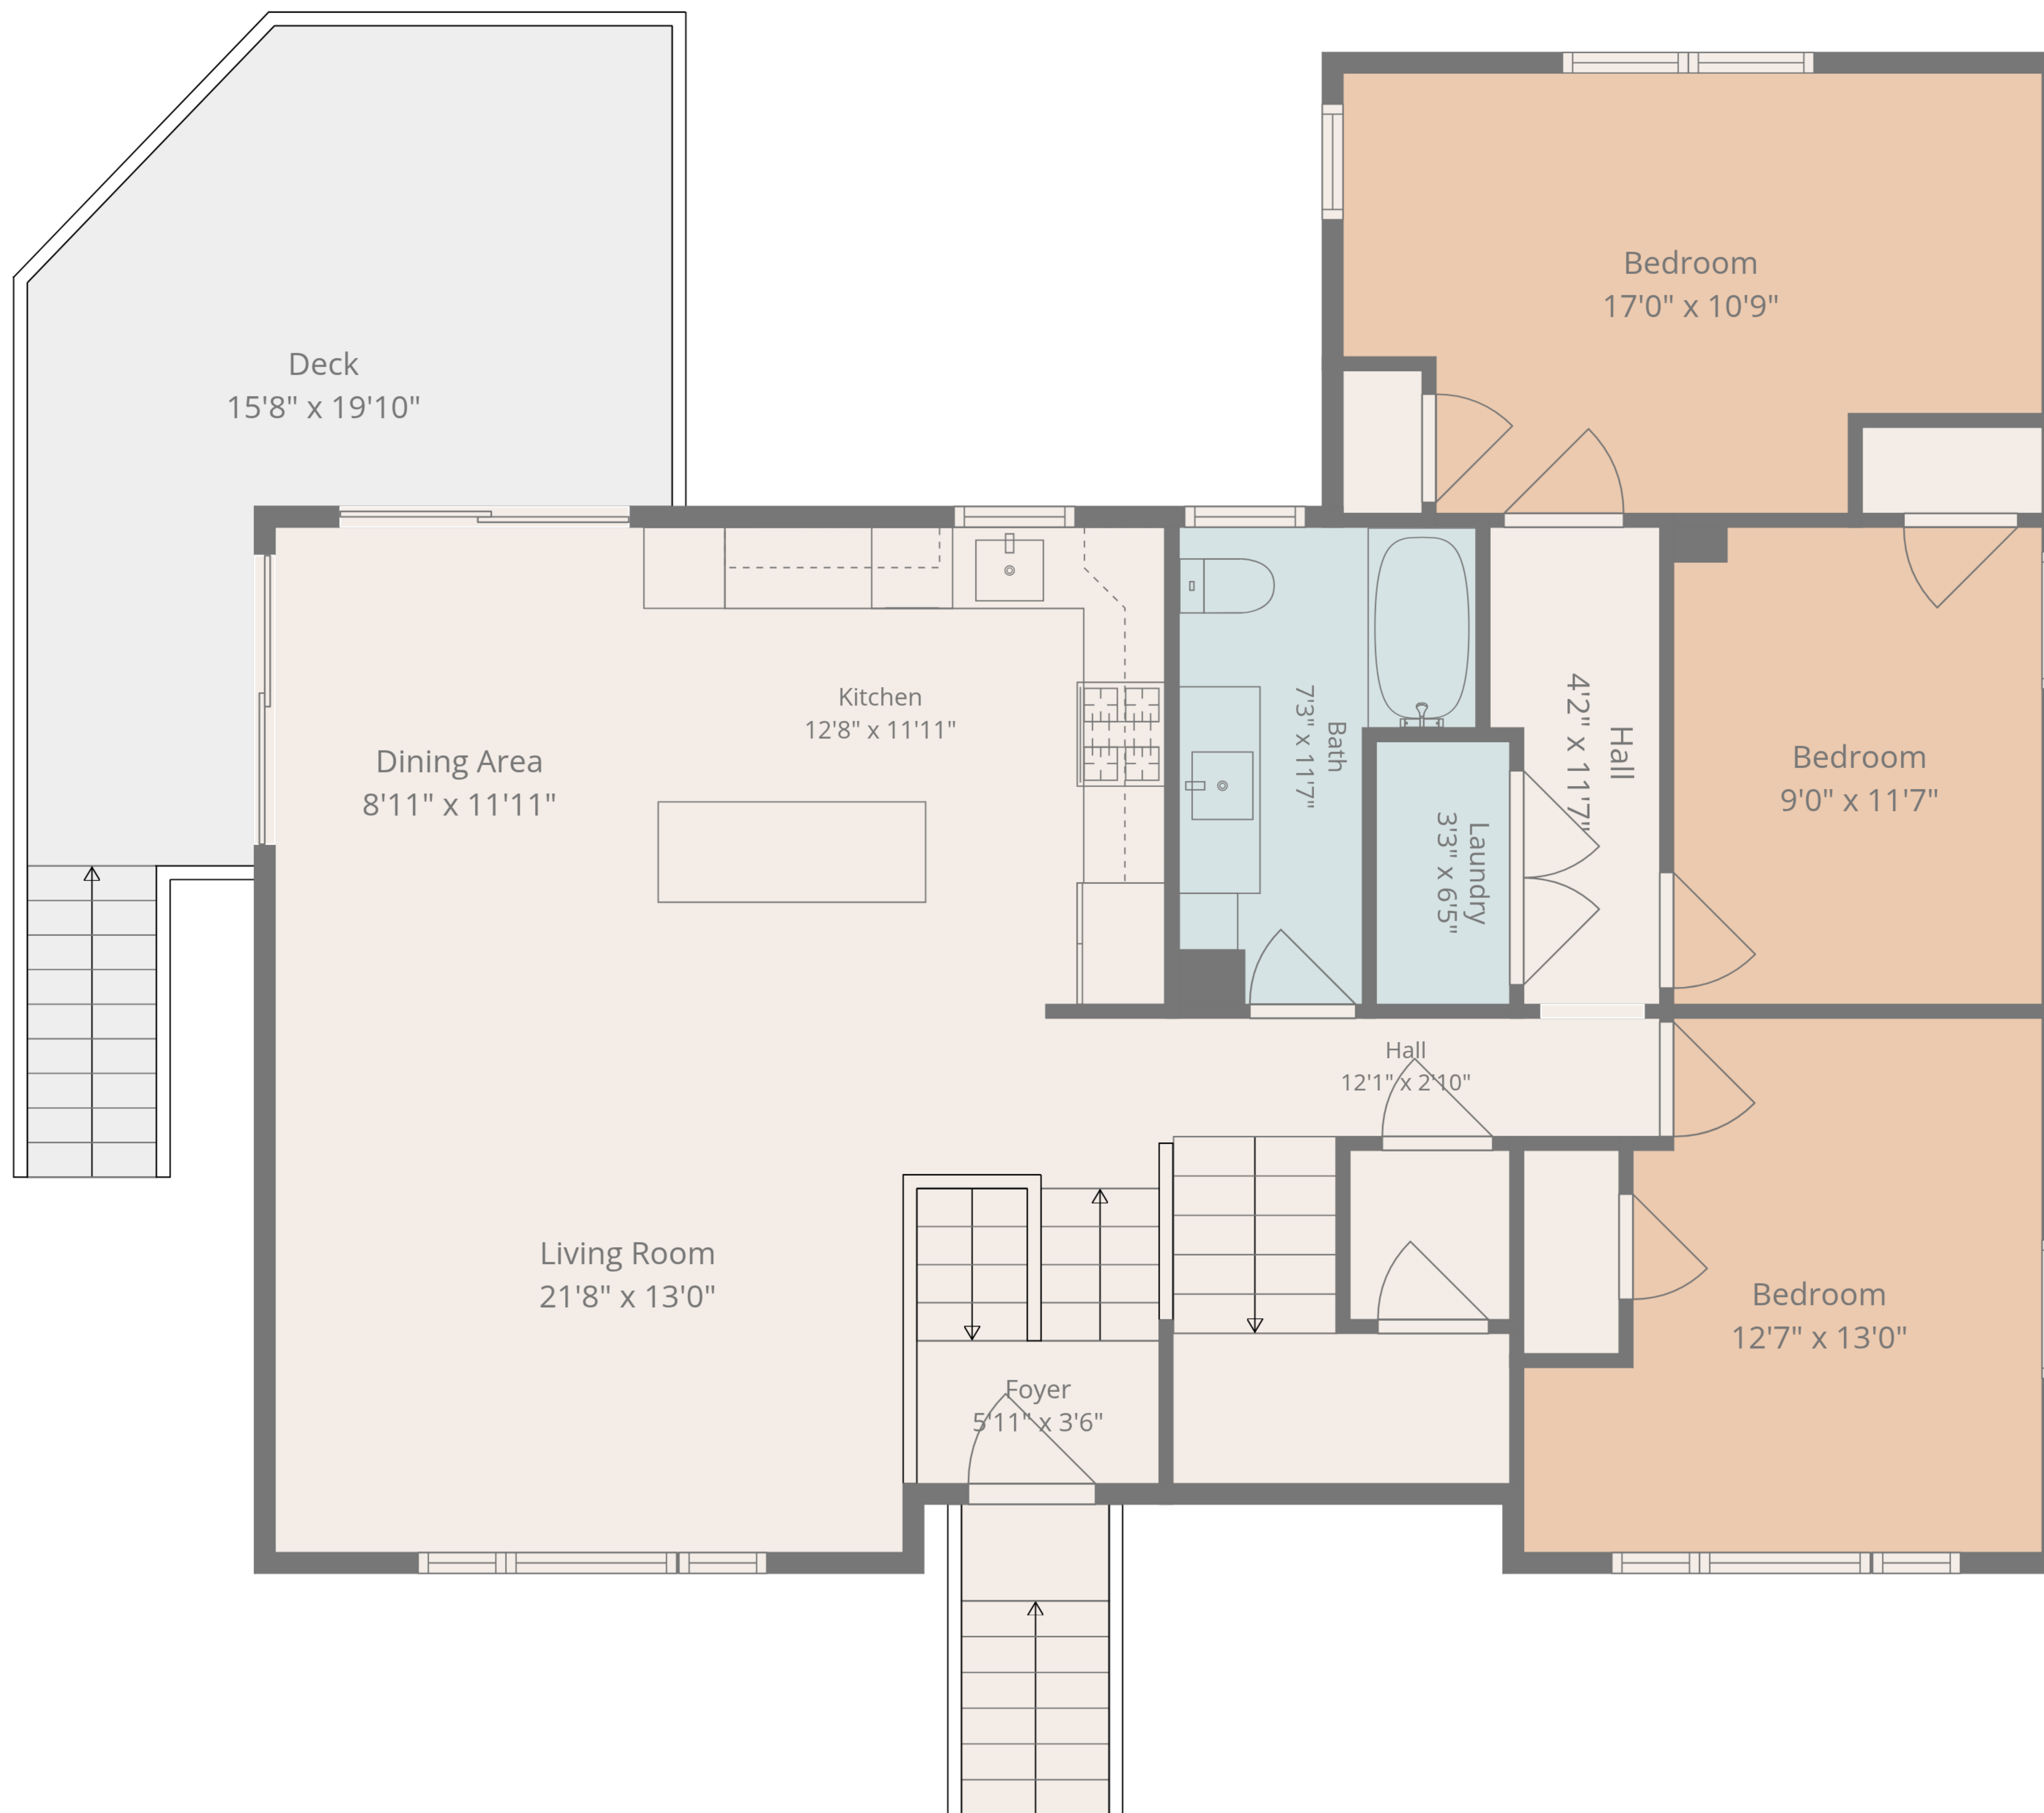 Bedroom
17'0" x 10'9"
Deck
15'8" x 19'10"
Kitchen
12'8" x 11'11"
Dining Area
8'11" x 11'11"
Bath
7'3" x 11'7"
Laundry
3'3" x 6'5"
Hall
4'2" x 11'7"
Bedroom
9'0" x 11'7"
Hall
12'1" x 2'10"
Living Room
21'8" x 13'0"
Foyer
5'11" x 3'6"
Bedroom
12'7" x 13'0"